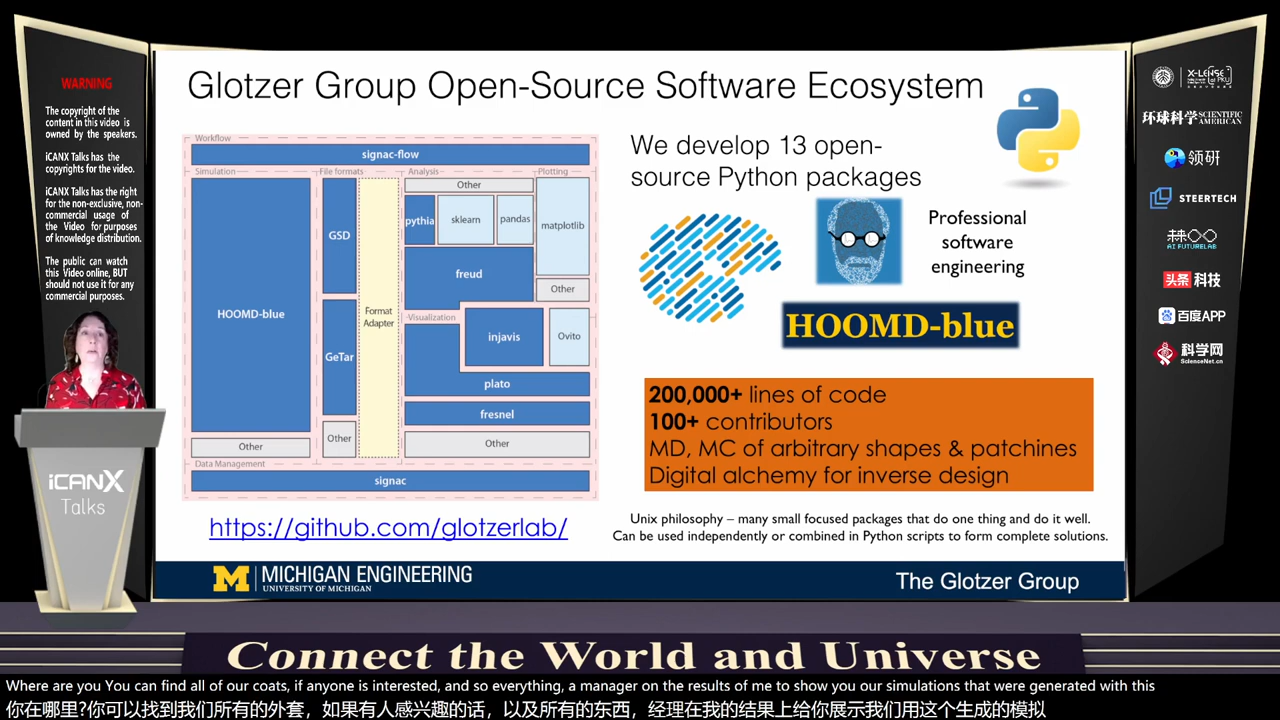 WARNING
The copyright of the
content in this video is
owned by the speakers.
iCANX Talks has the
copyrights for the video.
iCANX Talks has the right
for the non-exclusive, non-
commercial usage of
the Video for purposes
of knowledge distribution.
The public can watch
this Video online, BUT
should not use it for any
commercial purposes.
iCANX
Talks
Glotzer Group Open-Source Software Ecosystem
Workflow
signac-flow
Simulation
File formats
Analysis
Plotting
HOOMD-blue
Other
GSD
GeTar
Other
Format
Adapter
Other
pythia
sklearn
pandas
freud
matplotlib
Other
Visualization
injavis
Ovito
plato
fresnel
Other
Data Management
signac
https://github.com/glotzerlab/
We develop 13 open-
source Python packages
Professional
software
engineering
HOOMD-blue
200,000+ lines of code
100+ contributors
MD, MC of arbitrary shapes & patchines
Digital alchemy for inverse design
Unix philosophy – many small focused packages that do one thing and do it well.
Can be used independently or combined in Python scripts to form complete solutions.
M MICHIGAN ENGINEERING
UNIVERSITY OF MICHIGAN
The Glotzer Group
X-LENSE
环球科学 SCIENTIFIC AMERICAN
领研
STEERTECH
AI FUTURELAB
头条 科技
百度APP
科学网
ScienceNet.cn
Connect the World and Universe
Where are you You can find all of our coats, if anyone is interested, and so everything, a manager on the results of me to show you our simulations that were generated with this
你在哪里?你可以找到我们所有的外套，如果有人感兴趣的话，以及所有的东西，经理在我的结果上给你展示我们用这个生成的模拟